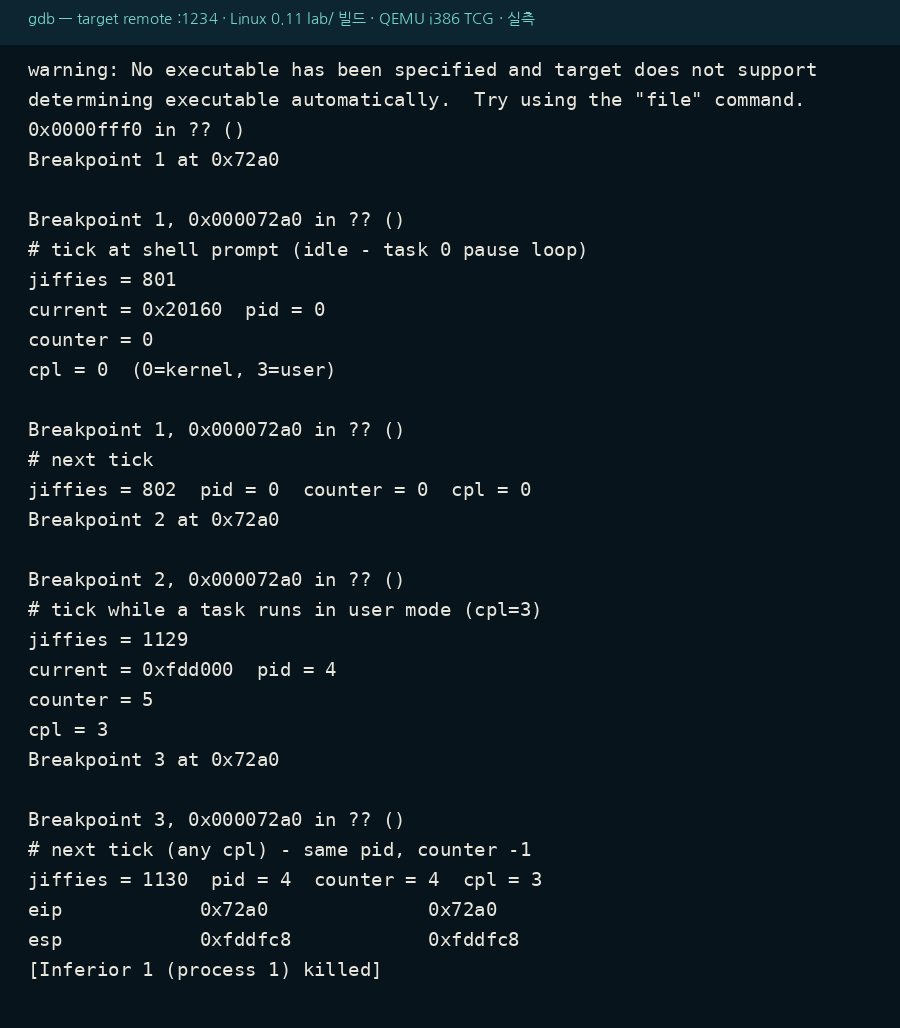 gdb — target remote :1234 · Linux 0.11 lab/ 빌드 · QEMU i386 TCG · 실측
warning: No executable has been specified and target does not support
determining executable automatically.  Try using the "file" command.
0x0000fff0 in ?? ()
Breakpoint 1 at 0x72a0
Breakpoint 1, 0x000072a0 in ?? ()
# tick at shell prompt (idle - task 0 pause loop)
jiffies = 801
current = 0x20160  pid = 0
counter = 0
cpl = 0  (0=kernel, 3=user)
Breakpoint 1, 0x000072a0 in ?? ()
# next tick
jiffies = 802  pid = 0  counter = 0  cpl = 0
Breakpoint 2 at 0x72a0
Breakpoint 2, 0x000072a0 in ?? ()
# tick while a task runs in user mode (cpl=3)
jiffies = 1129
current = 0xfdd000  pid = 4
counter = 5
cpl = 3
Breakpoint 3 at 0x72a0
Breakpoint 3, 0x000072a0 in ?? ()
# next tick (any cpl) - same pid, counter -1
jiffies = 1130  pid = 4  counter = 4  cpl = 3
eip            0x72a0              0x72a0
esp            0xfddfc8            0xfddfc8
[Inferior 1 (process 1) killed]